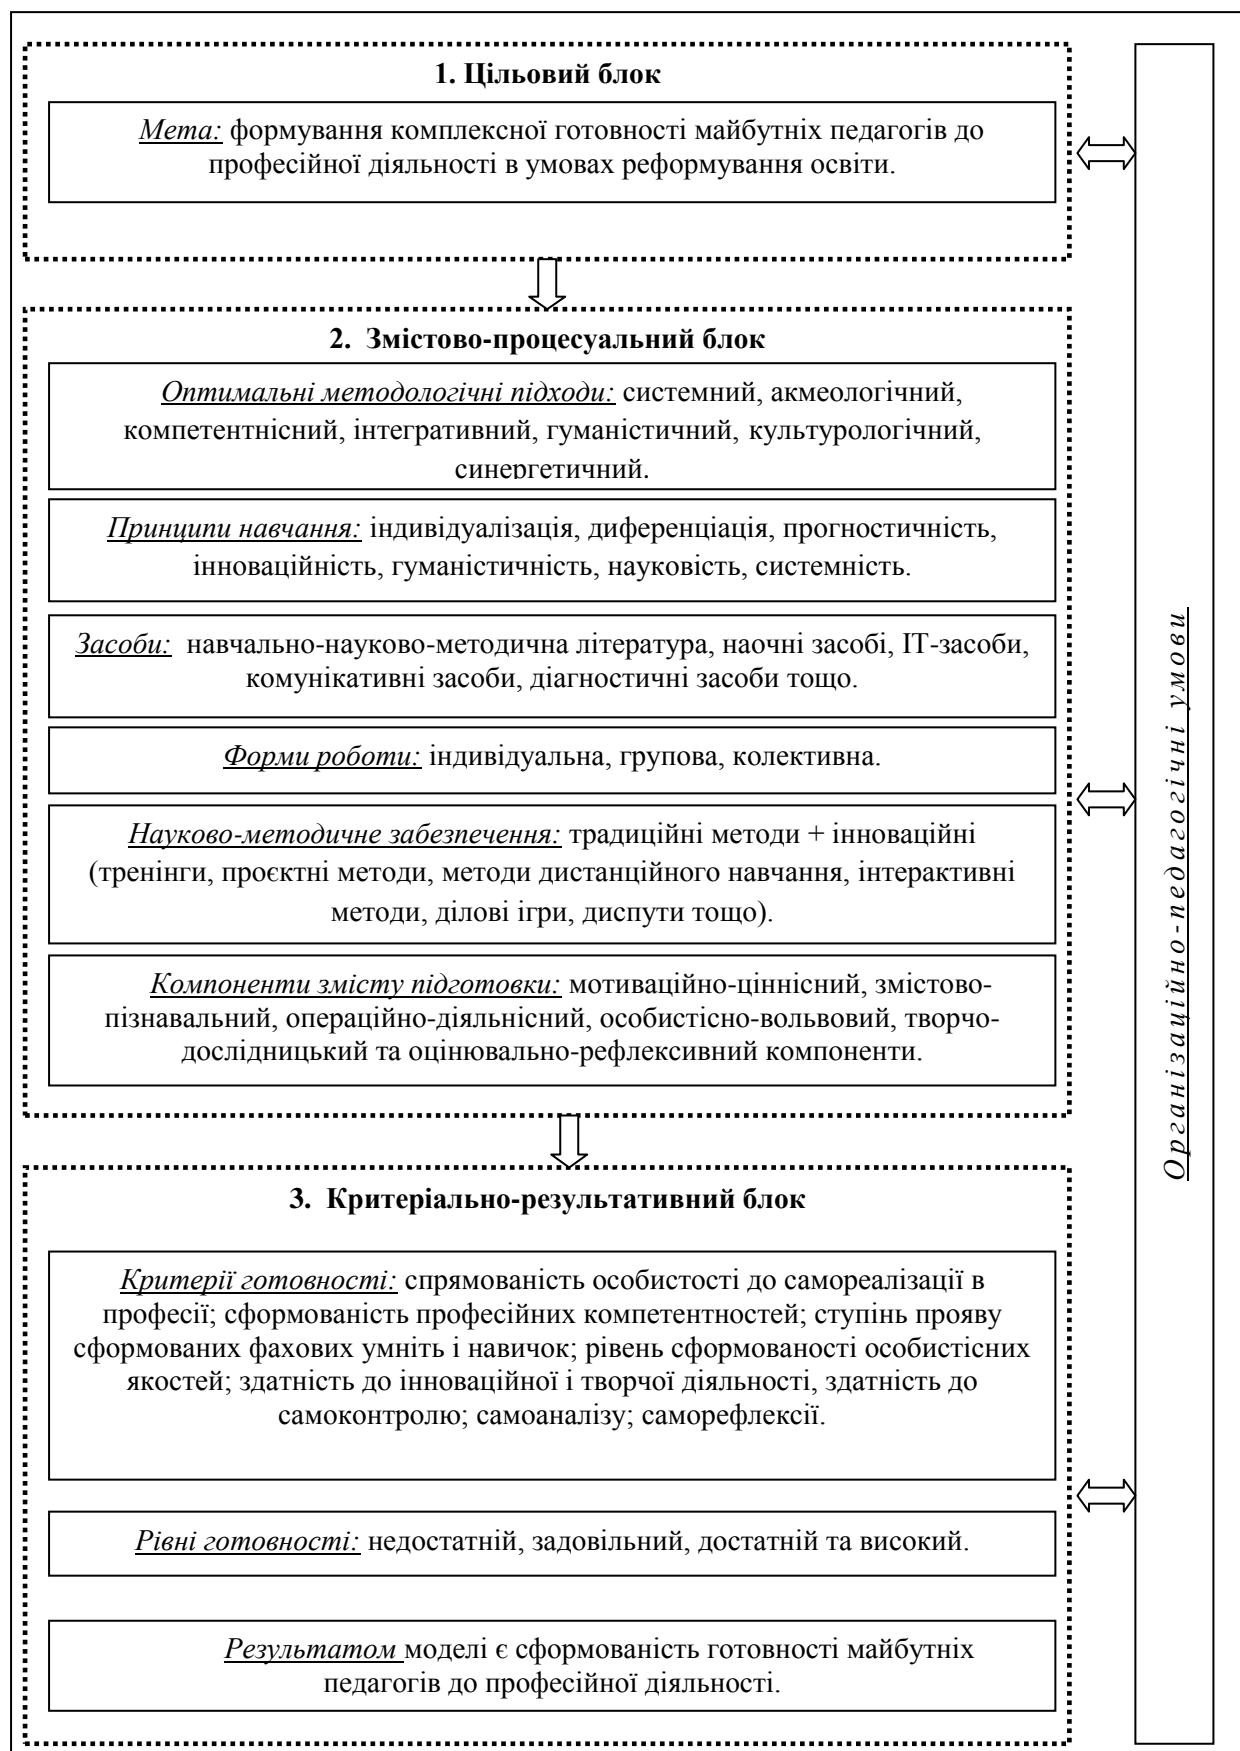 1. Цільовий блок
Мета: формування комплексної готовності майбутніх педагогів до
професійної діяльності в умовах реформування освіти.
2. Змістово-процесуальний блок
Оптимальні методологічні підходи: системний, акмеологічний,
компетентнісний, інтегративний, гуманістичний, культурологічний,
синергетичний.
Принципи навчання: індивідуалізація, диференціація, прогностичність,
інноваційність, гуманістичність, науковість, системність.
Засоби: навчально-науково-методична література, наочні засобі, ІТ-засоби,
комунікативні засоби, діагностичні засоби тощо.
Форми роботи: індивідуальна, групова, колективна.
Науково-методичне забезпечення: традиційні методи + інноваційні
(тренінги, проєктні методи, методи дистанційного навчання, інтерактивні
методи, ділові ігри, диспути тощо).
Компоненти змісту підготовки: мотиваційно-ціннісний, змістово-
пізнавальний, операційно-діяльнісний, особистісно-вольвовий, творчо-
дослідницький та оцінювально-рефлексивний компоненти.
3. Критеріально-результативний блок
Критерії готовності: спрямованість особистості до самореалізації в
професії; сформованість професійних компетентностей; ступінь прояву
сформованих фахових умніть і навичок; рівень сформованості особистісних
якостей; здатність до інноваційної і творчої діяльності, здатність до
самоконтролю; самоаналізу; саморефлексії.
Рівні готовності: недостатній, задовільний, достатній та високий.
Результатом моделі є сформованість готовності майбутніх
педагогів до професійної діяльності.
Організаційно-педагогічні умови